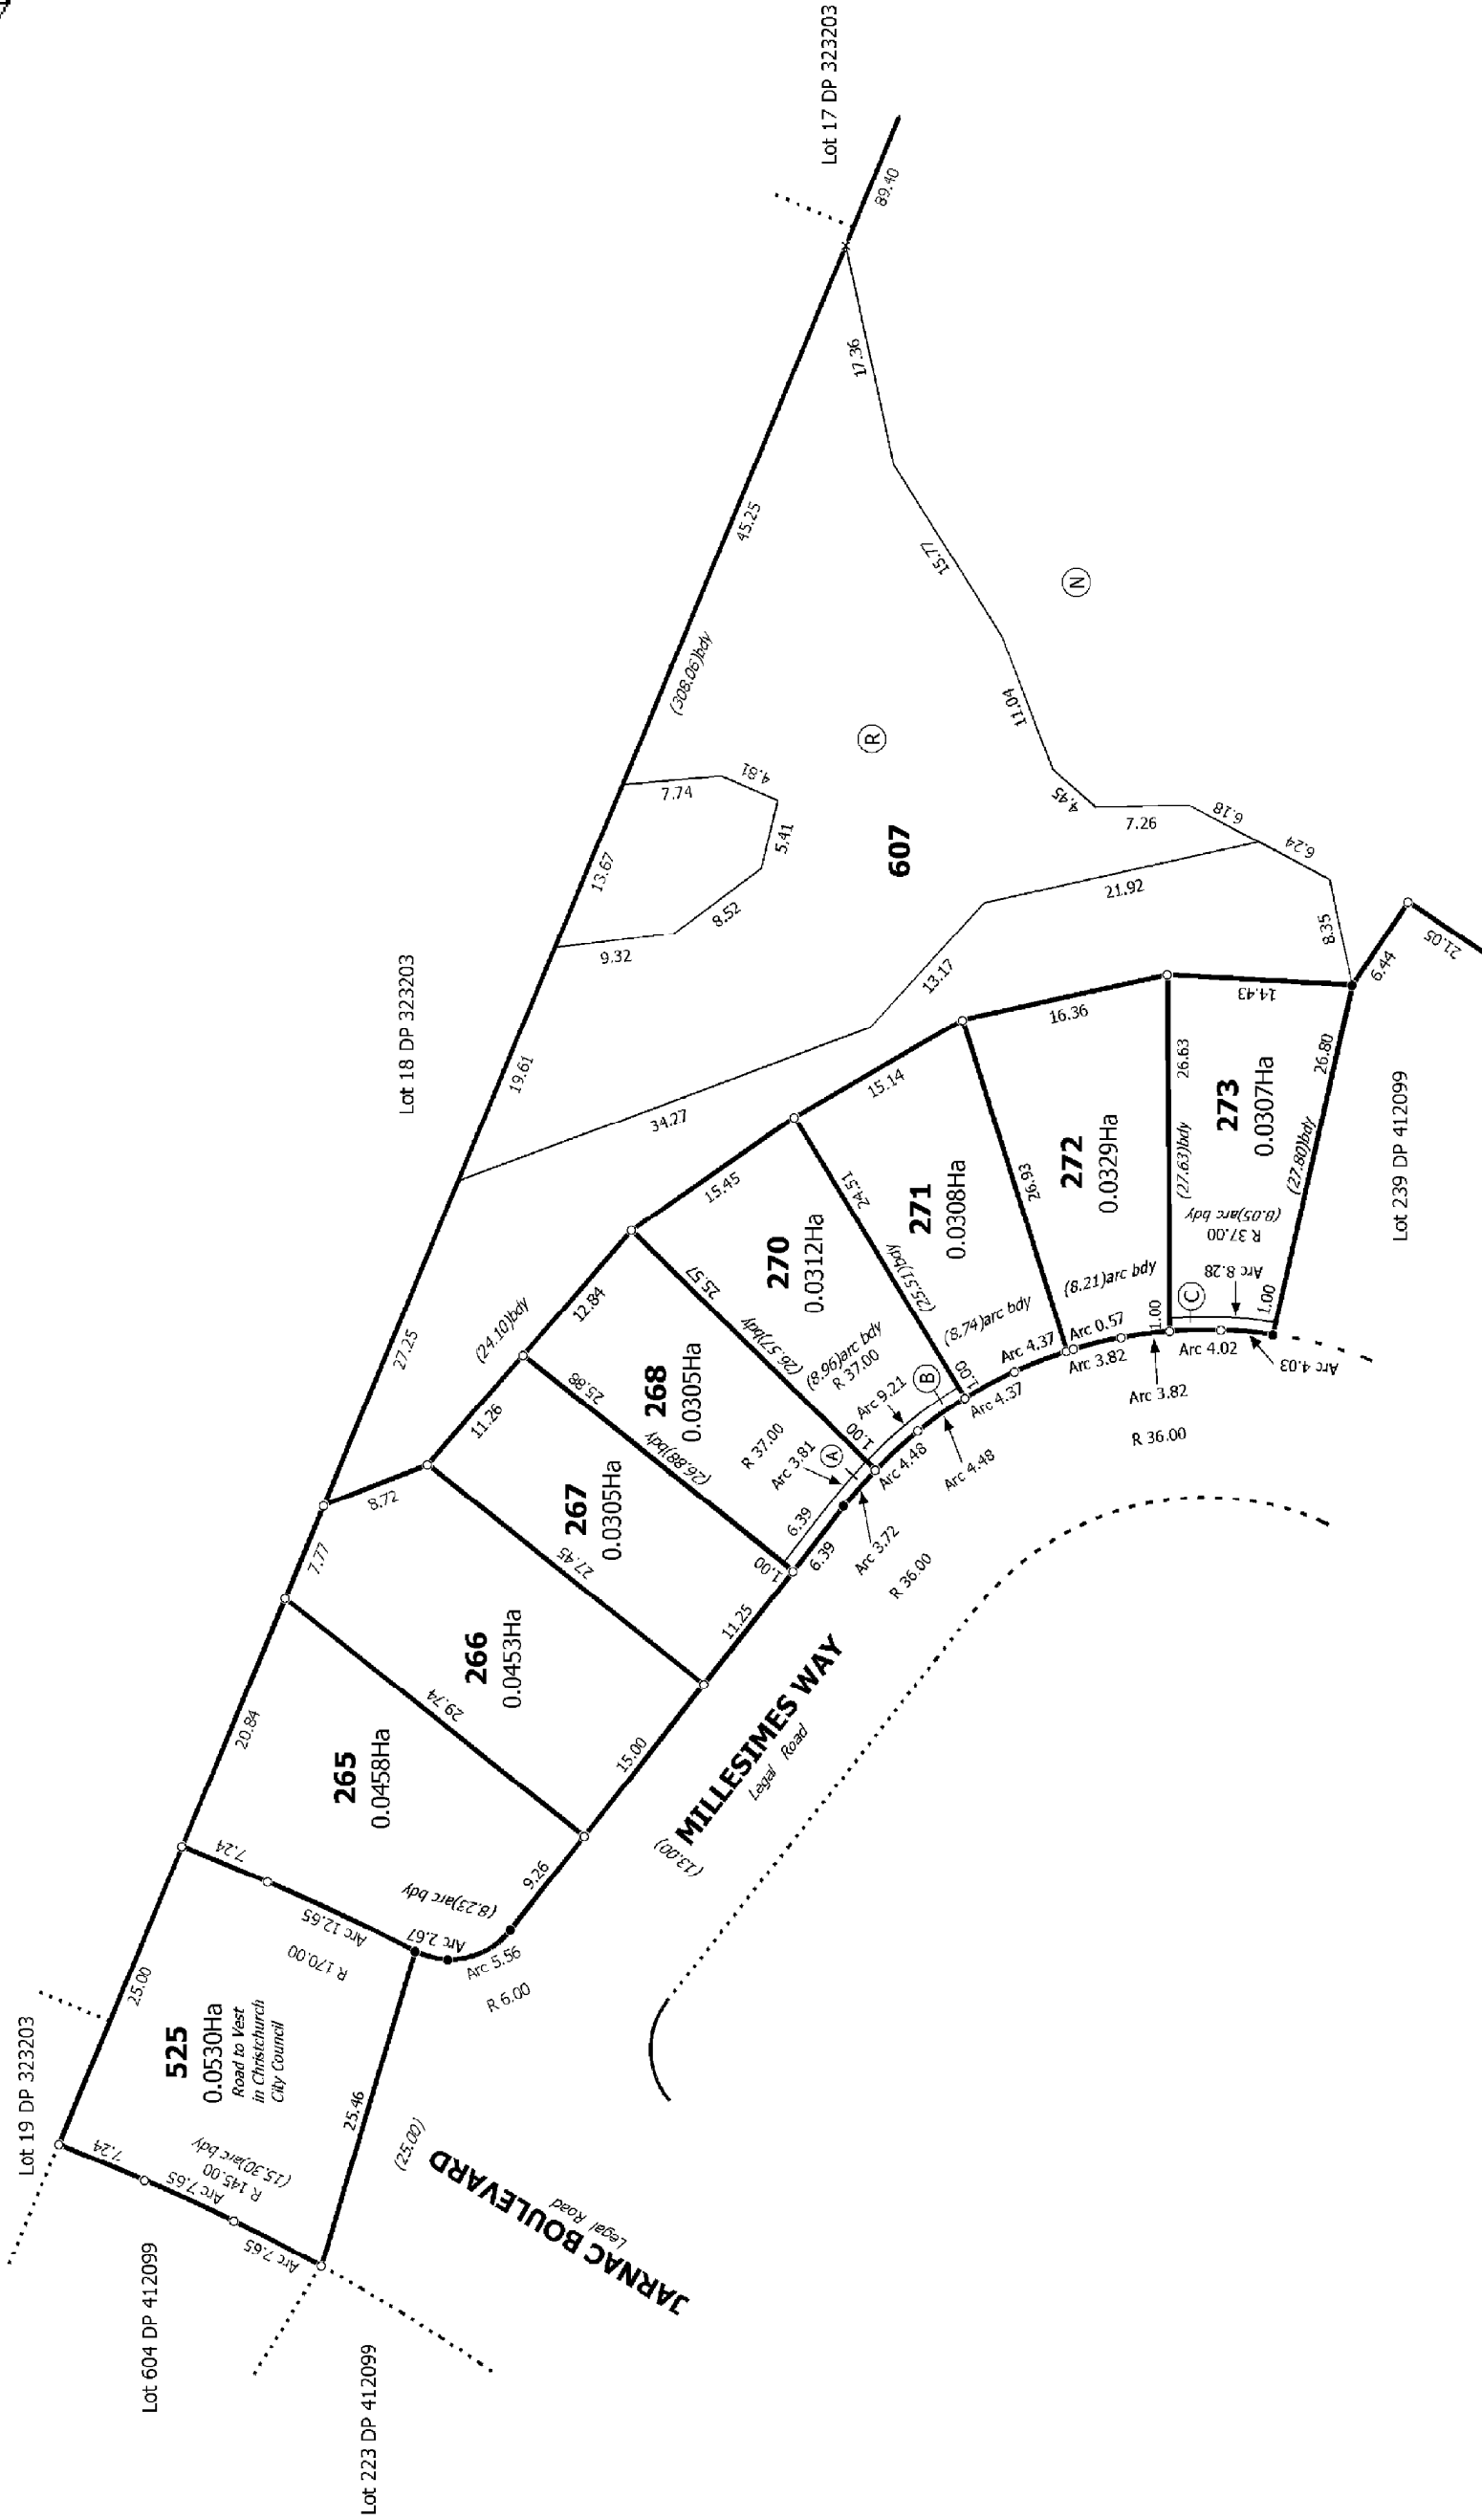 Lot 19 DP 323203
Lot 604 DP 412099
Lot 223 DP 412099
Lot 18 DP 323203
Lot 17 DP 323203
Lot 239 DP 412099
JARNAC BOULEVARD
Legal Road
(25.00)
MILLESIMES WAY
Legal Road
(13.00)
525
0.0530Ha
Road to Vest
in Christchurch
City Council
25.00
7.24
Arc 7.65
Arc 7.65
R 145.00
(15.30)arc bdy
25.46
R 170.00
Arc 12.65
7.24
265
0.0458Ha
20.84
(8.23)arc bdy
Arc 2.67
Arc 5.56
R 6.00
9.26
29.74
266
0.0453Ha
7.77
8.72
15.00
27.45
267
0.0305Ha
11.26
11.25
25.88
(26.88)bdy
1.00
268
0.0305Ha
(24.10)bdy
12.84
25.57
(26.57)bdy
6.39
6.39
Arc 3.81
R 37.00
A
Arc 3.72
R 36.00
1.00
270
0.0312Ha
15.45
24.51
(25.51)bdy
(8.96)arc bdy
R 37.00
Arc 9.21
B
Arc 4.48
Arc 4.48
1.00
271
0.0308Ha
15.14
26.93
(8.74)arc bdy
Arc 4.37
Arc 4.37
272
0.0329Ha
16.36
26.63
(27.63)bdy
(8.21)arc bdy
Arc 0.57
Arc 3.82
Arc 3.82
R 36.00
1.00
273
0.0307Ha
14.43
26.80
(27.80)bdy
R 37.00
(8.05)arc bdy
Arc 8.28
C
1.00
Arc 4.02
Arc 4.03
607
R
N
27.25
19.61
13.67
(308.06)bdy
45.25
89.40
34.27
13.17
21.92
9.32
8.52
5.41
4.81
7.74
17.36
15.77
11.04
4.45
7.26
6.18
6.24
8.35
6.44
21.05